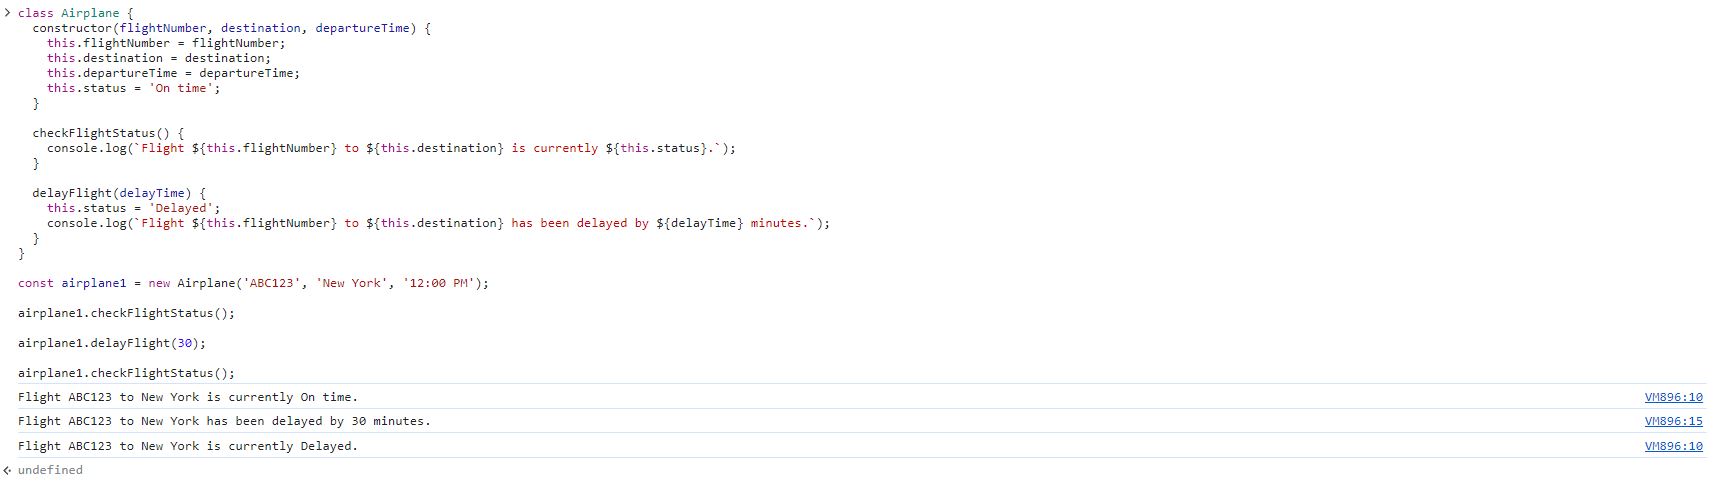 class Airplane {
  constructor(flightNumber, destination, departureTime) {
    this.flightNumber = flightNumber;
    this.destination = destination;
    this.departureTime = departureTime;
    this.status = 'On time';
  }

  checkFlightStatus() {
    console.log(`Flight ${this.flightNumber} to ${this.destination} is currently ${this.status}.`);
  }

  delayFlight(delayTime) {
    this.status = 'Delayed';
    console.log(`Flight ${this.flightNumber} to ${this.destination} has been delayed by ${delayTime} minutes.`);
  }
}

const airplane1 = new Airplane('ABC123', 'New York', '12:00 PM');

airplane1.checkFlightStatus();

airplane1.delayFlight(30);

airplane1.checkFlightStatus();
Flight ABC123 to New York is currently On time. VM896:10
Flight ABC123 to New York has been delayed by 30 minutes. VM896:15
Flight ABC123 to New York is currently Delayed. VM896:10
undefined